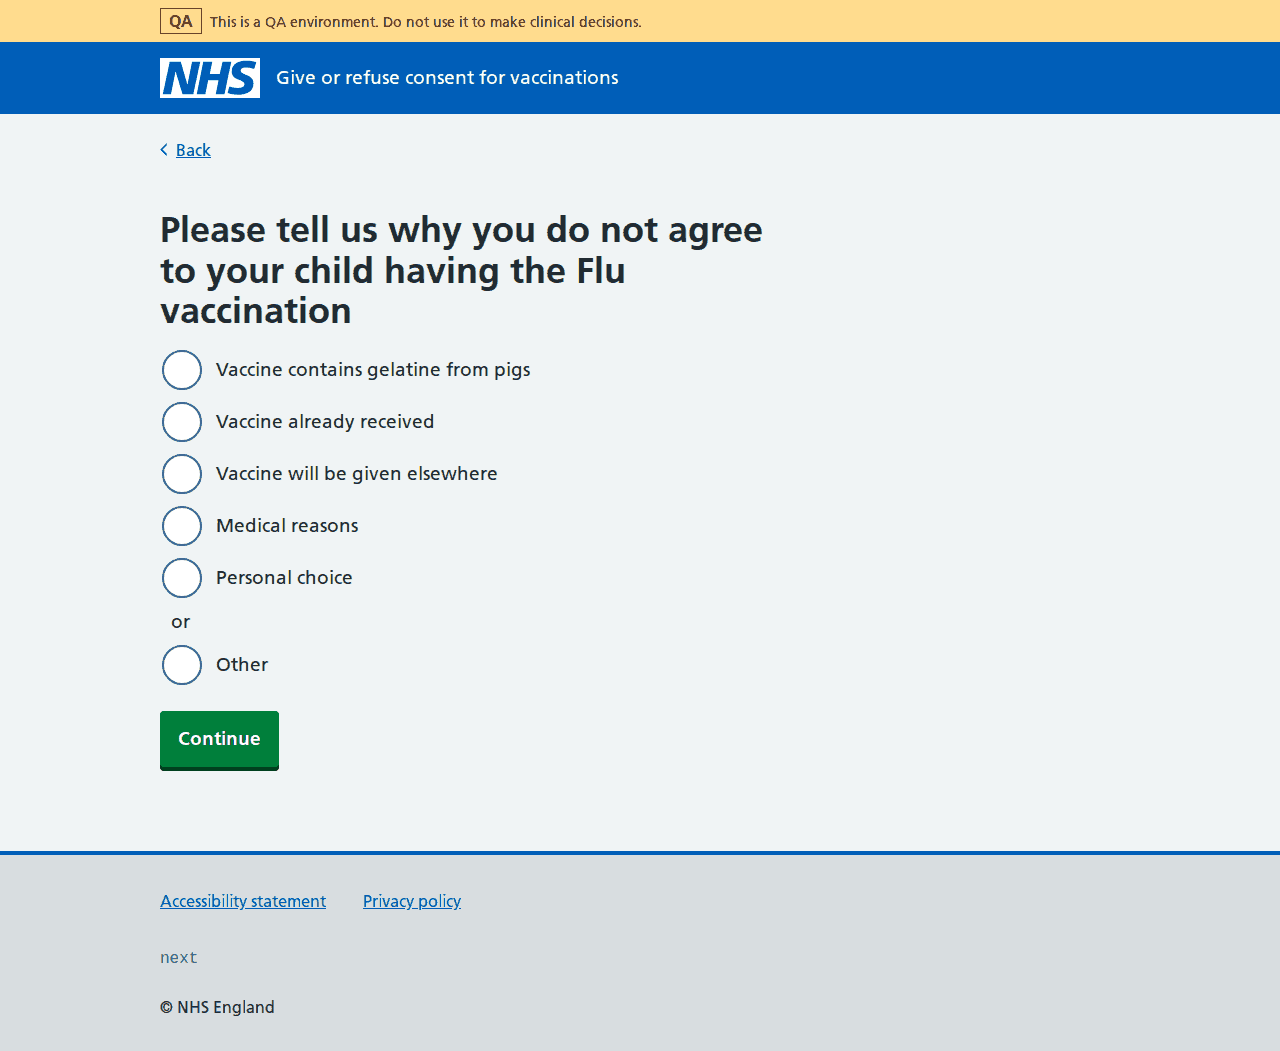 QA This is a QA environment. Do not use it to make clinical decisions.
NHS Give or refuse consent for vaccinations
Back
Please tell us why you do not agree
to your child having the Flu
vaccination
Vaccine contains gelatine from pigs
Vaccine already received
Vaccine will be given elsewhere
Medical reasons
Personal choice
or
Other
Continue
Accessibility statement Privacy policy
next
© NHS England